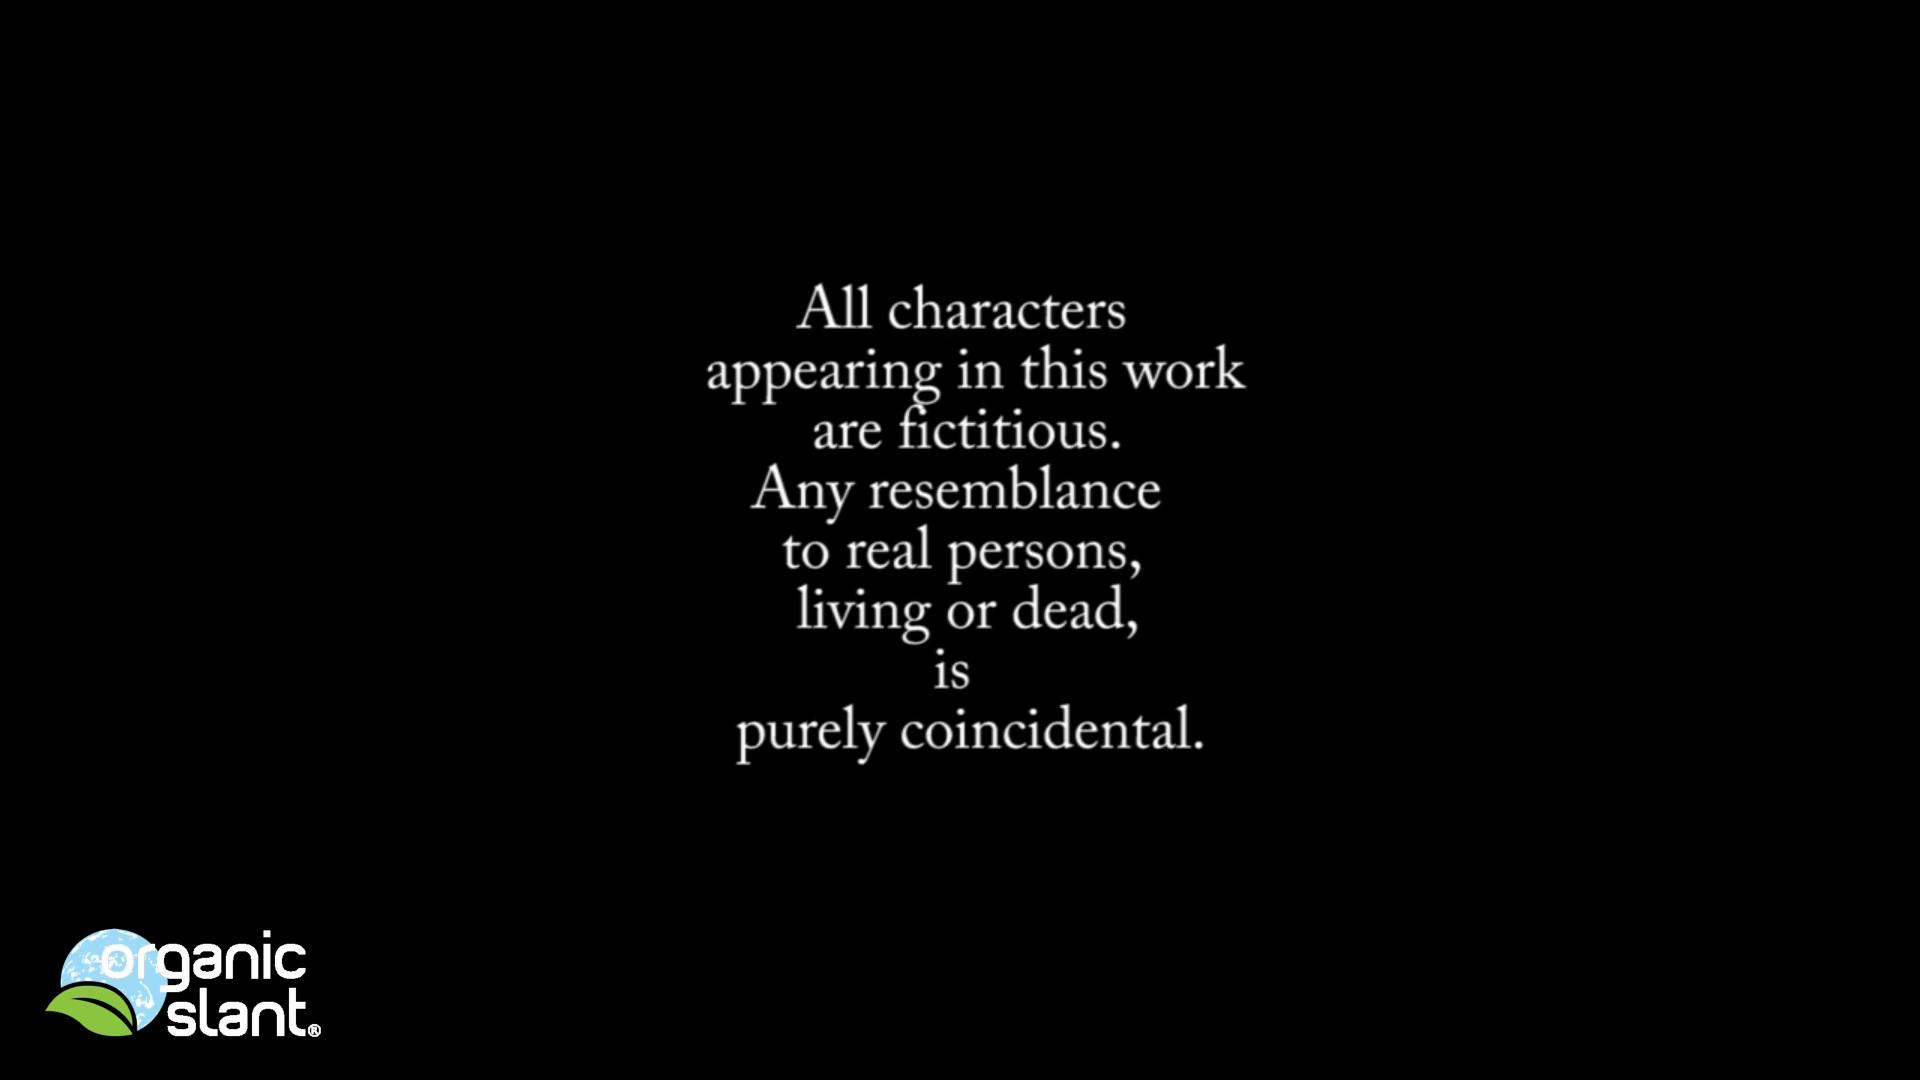 All characters
appearing in this work
are fictitious.
Any resemblance
to real persons,
living or dead,
is
purely coincidental.
organic
slant®